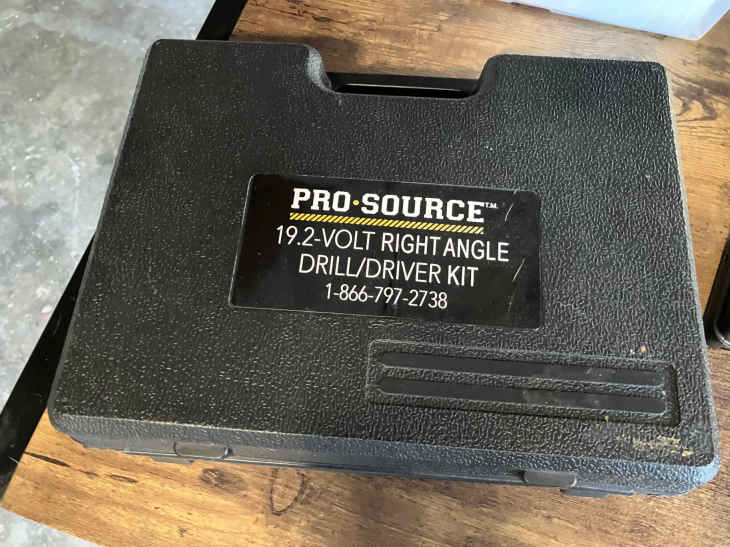 PRO·SOURCE™
19.2-VOLT RIGHT ANGLE
DRILL/DRIVER KIT
1-866-797-2738